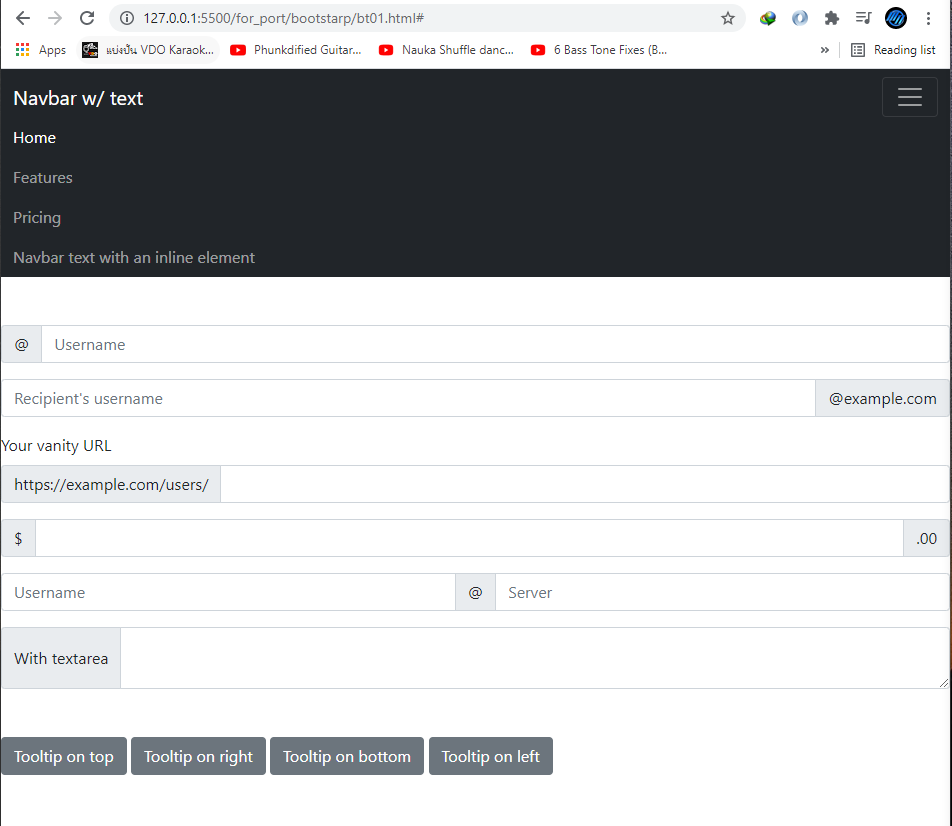 127.0.0.1:5500/for_port/bootstarp/bt01.html#
Apps แบ่งปัน VDO Karaok... Phunkdified Guitar... Nauka Shuffle danc... 6 Bass Tone Fixes (B... » Reading list
Navbar w/ text
Home
Features
Pricing
Navbar text with an inline element
@ Username
Recipient's username @example.com
Your vanity URL
https://example.com/users/
$ .00
Username @ Server
With textarea
Tooltip on top Tooltip on right Tooltip on bottom Tooltip on left